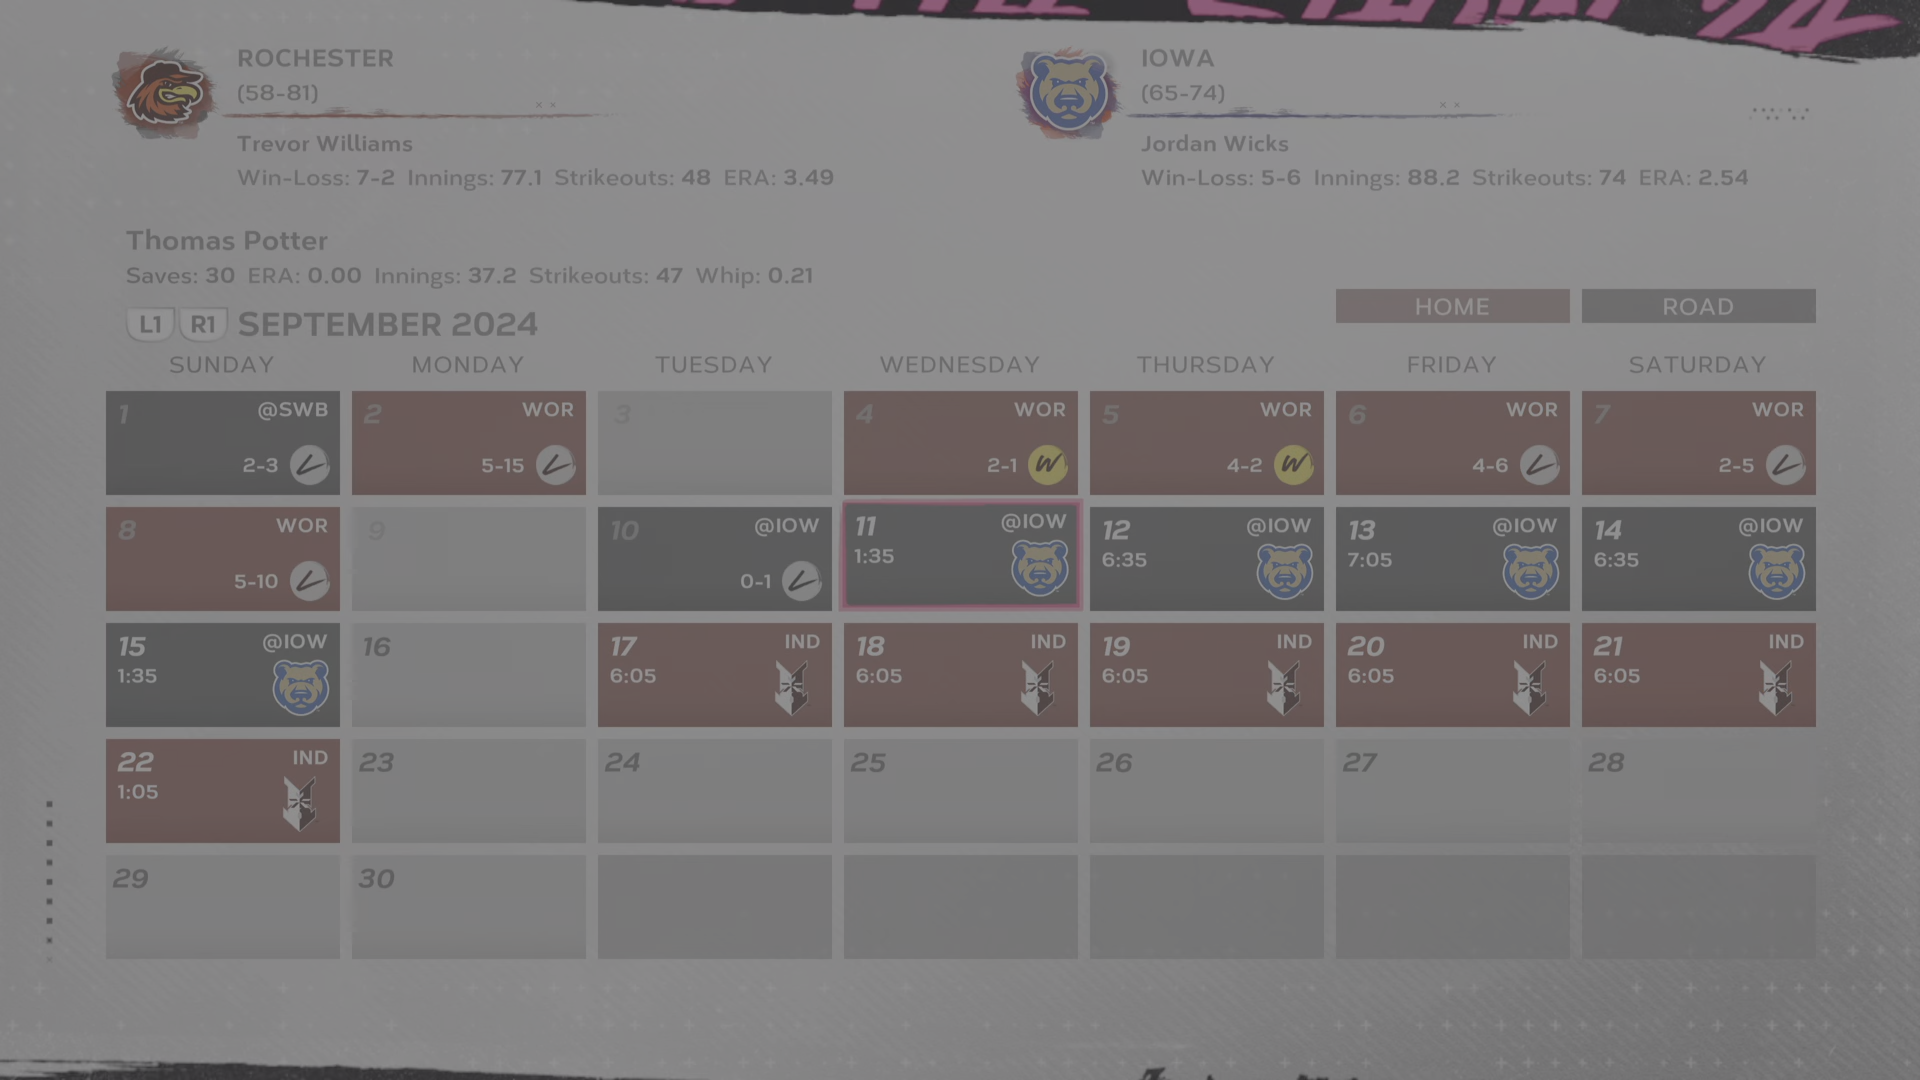 ROCHESTER
(58-81)
Trevor Williams
Win-Loss: 7-2 Innings: 77.1 Strikeouts: 48 ERA: 3.49
IOWA
(65-74)
Jordan Wicks
Win-Loss: 5-6 Innings: 88.2 Strikeouts: 74 ERA: 2.54
Thomas Potter
Saves: 30 ERA: 0.00 Innings: 37.2 Strikeouts: 47 Whip: 0.21
L1 R1 SEPTEMBER 2024
HOME ROAD
SUNDAY MONDAY TUESDAY WEDNESDAY THURSDAY FRIDAY SATURDAY
1 @SWB 2 WOR 3 4 WOR 5 WOR 6 WOR 7 WOR
2-3 L 5-15 L 2-1 W 4-2 W 4-6 L 2-5 L
8 WOR 9 10 @IOW 11 @IOW 12 @IOW 13 @IOW 14 @IOW
5-10 L 0-1 L 1:35 6:35 7:05 6:35
15 @IOW 16 17 IND 18 IND 19 IND 20 IND 21 IND
1:35 6:05 6:05 6:05 6:05 6:05
22 IND 23 24 25 26 27 28
1:05
29 30